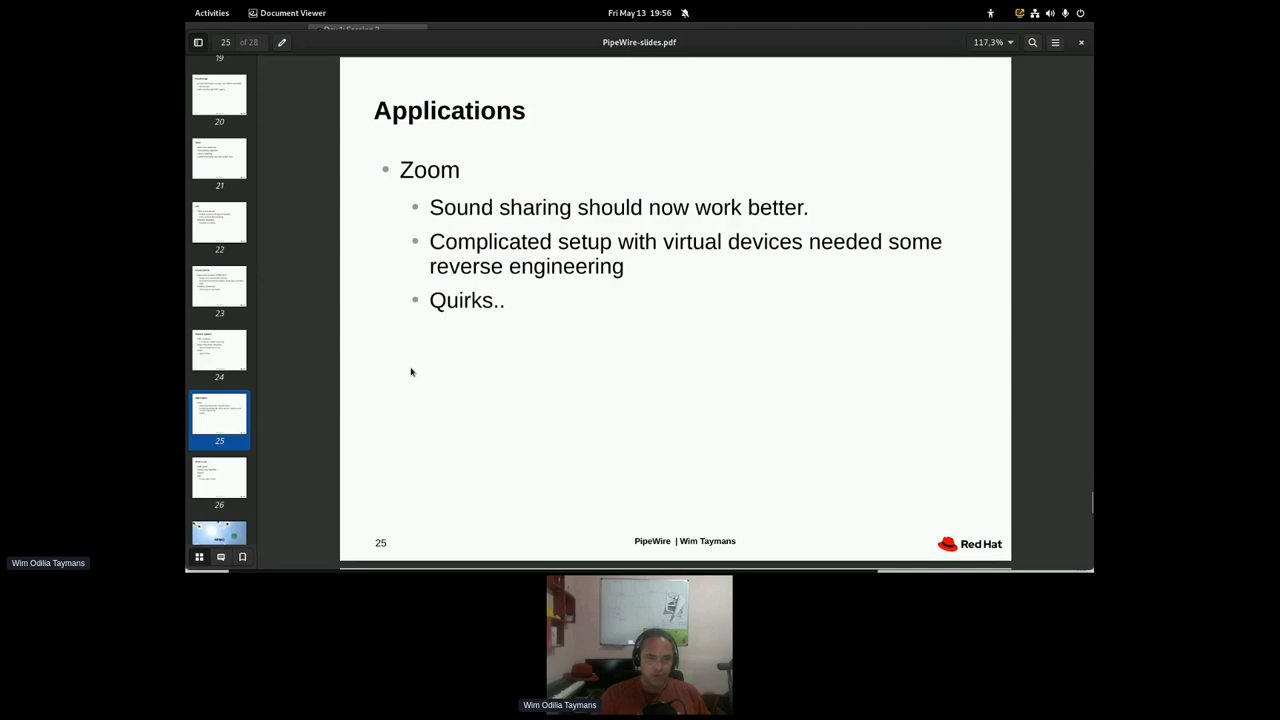 Activities
Document Viewer
Fri May 13 19:56
25
of 28
PipeWire-slides.pdf
117,3%
19
20
21
22
23
24
25
26
Applications
Zoom
Sound sharing should now work better.
Complicated setup with virtual devices needed some
reverse engineering
Quirks..
25
PipeWire | Wim Taymans
Red Hat
Wim Odilia Taymans
Wim Odilia Taymans